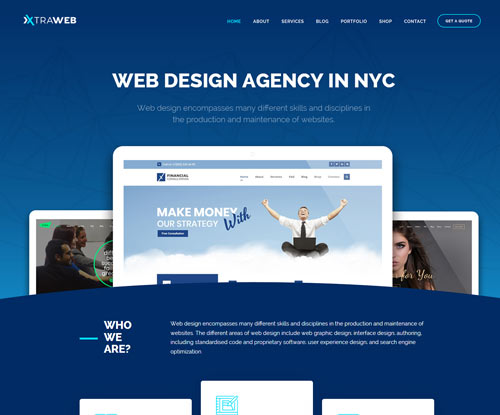 XTRAWEB
HOME ABOUT SERVICES BLOG PORTFOLIO SHOP CONTACT GET A QUOTE
WEB DESIGN AGENCY IN NYC
Web design encompasses many different skills and disciplines in
the production and maintenance of websites.
FINANCIAL
Home About Services FAQ Blog Shop Contact
MAKE MONEY
OUR STRATEGY With
Free Consultation
for You
WHO
WE
ARE?
Web design encompasses many different skills and disciplines in the production and maintenance of
websites. The different areas of web design include web graphic design; interface design; authoring,
including standardised code and proprietary software; user experience design; and search engine
optimization